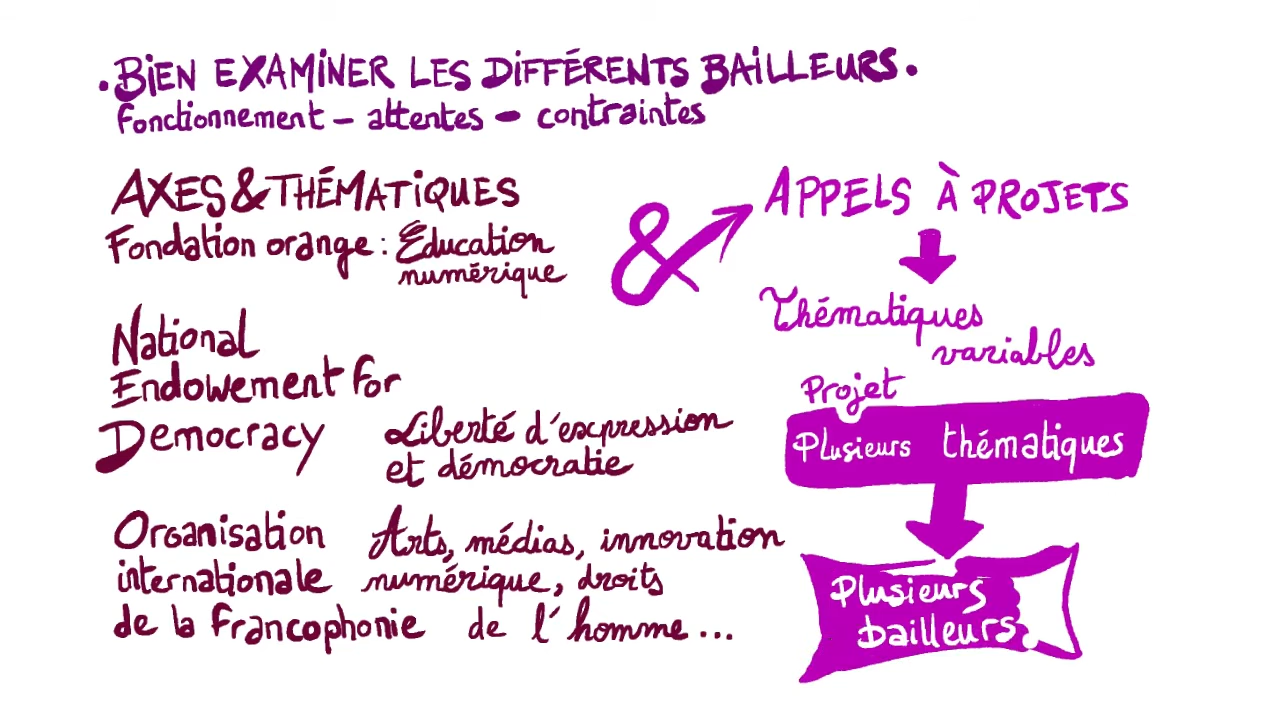 • BIEN EXAMINER LES DIFFÉRENTS BAILLEURS •
fonctionnement – attentes – contraintes
AXES & THÉMATIQUES
Fondation orange : Éducation
numérique
National
Endowement for
Democracy
Liberté d'expression
et démocratie
Organisation
internationale
de la Francophonie
Arts, médias, innovation
numérique, droits
de l'homme ...
&
APPELS À PROJETS
Thématiques
variables
Projet
Plusieurs thématiques
Plusieurs
bailleurs.